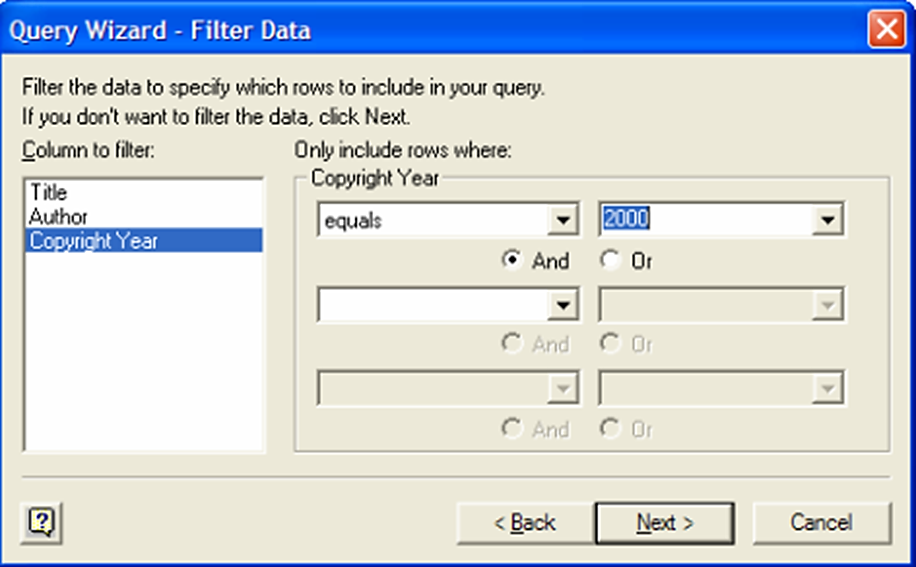 Query Wizard - Filter Data
Filter the data to specify which rows to include in your query.
If you don't want to filter the data, click Next.
Column to filter:
Only include rows where:
Title
Author
Copyright Year
Copyright Year
equals
2000
And
Or
And
Or
And
Or
?
< Back
Next >
Cancel